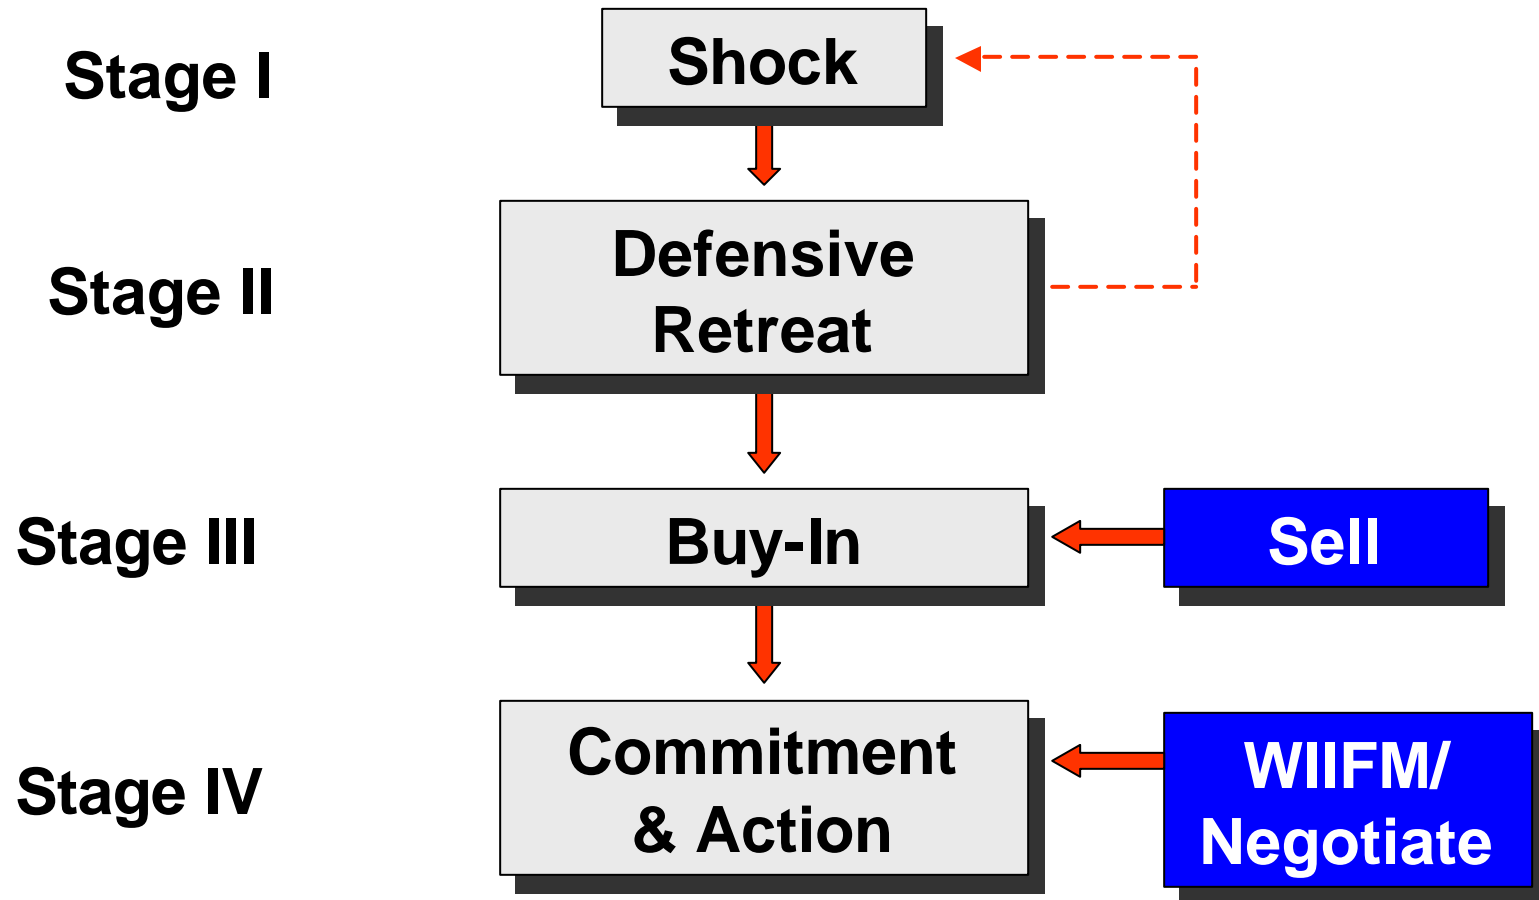 Stage I
Shock
Stage II
Defensive
Retreat
Stage III
Buy-In
Sell
Stage IV
Commitment
& Action
WIIFM/
Negotiate